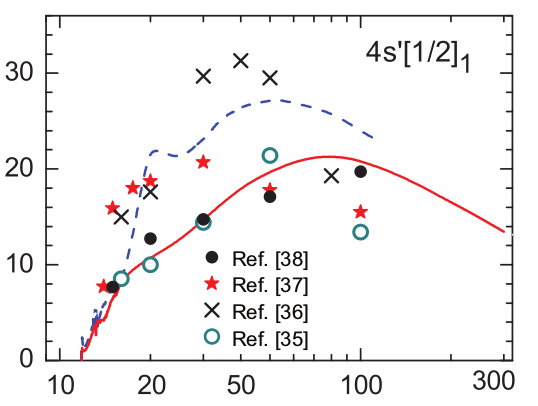 4s'[1/2]1
30
20
10
0
Ref. [38]
Ref. [37]
Ref. [36]
Ref. [35]
10 20 50 100 300